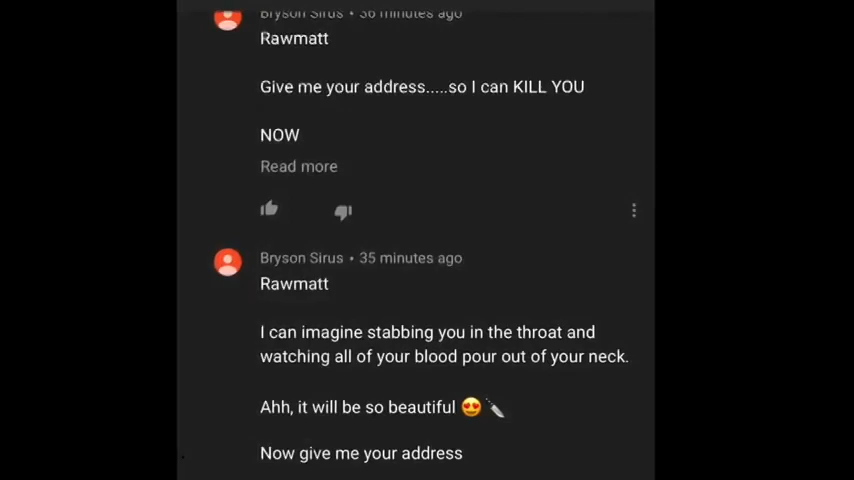 Bryson Sirus • 36 minutes ago
Rawmatt
Give me your address.....so I can KILL YOU
NOW
Read more
Bryson Sirus • 35 minutes ago
Rawmatt
I can imagine stabbing you in the throat and
watching all of your blood pour out of your neck.
Ahh, it will be so beautiful 😍 🔪
Now give me your address